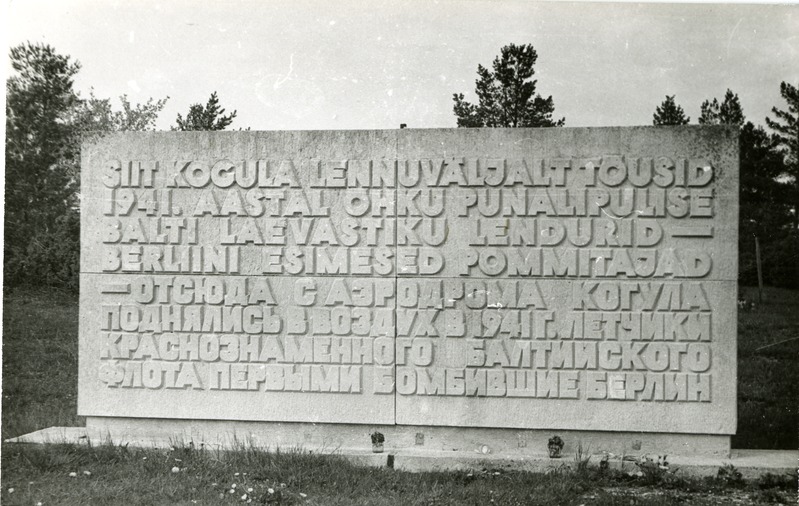 SIIT KOGULA LENNUVÄLJALT TÕUSID
1941. AASTAL ÕHKU PUNALIPULISE
BALTI LAEVASTIKU LENDURID —
BERLIINI ESIMESED POMMITAJAD
— ОТСЮДА С АЭРОДРОМА КОГУЛА
ПОДНЯЛИСЬ В ВОЗДУХ В 1941 Г. ЛЕТЧИКИ
КРАСНОЗНАМЕННОГО БАЛТИЙСКОГО
ФЛОТА ПЕРВЫМИ БОМБИВШИЕ БЕРЛИН